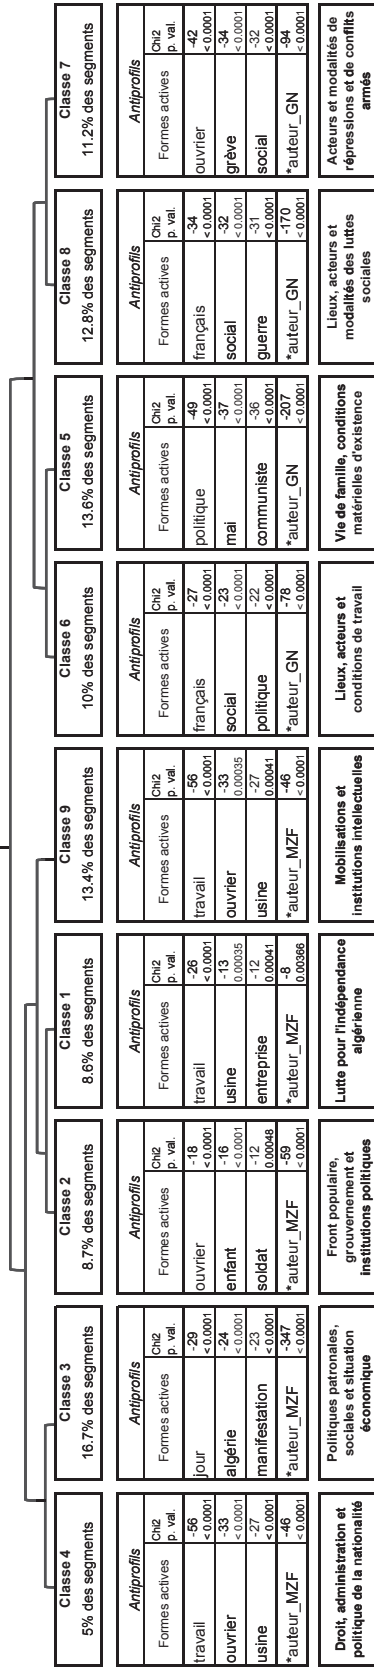 Classe 4
5% des segments
Antiprofils
Formes actives
Chi2
p. val.
travail
-56
< 0.0001
ouvrier
-33
< 0.0001
usine
-27
< 0.0001
*auteur_MZF
-46
< 0.0001
Droit, administration et
politique de la nationalité
Classe 3
16.7% des segments
Antiprofils
Formes actives
Chi2
p. val.
jour
-29
< 0.0001
algérie
-24
< 0.0001
manifestation
-23
< 0.0001
*auteur_MZF
-347
< 0.0001
Politiques patronales,
sociales et situation
économique
Classe 2
8.7% des segments
Antiprofils
Formes actives
Chi2
p. val.
ouvrier
-18
< 0.0001
enfant
-16
< 0.0001
soldat
-12
0.00048
*auteur_MZF
-59
< 0.0001
Front populaire,
grouvernement et
institutions politiques
Classe 1
8.6% des segments
Antiprofils
Formes actives
Chi2
p. val.
travail
-26
< 0.0001
usine
-13
0.00035
entreprise
-12
0.00041
*auteur_MZF
-8
0.00366
Lutte pour l'indépendance
algérienne
Classe 9
13.4% des segments
Antiprofils
Formes actives
Chi2
p. val.
travail
-56
< 0.0001
ouvrier
-33
0.00035
usine
-27
0.00041
*auteur_MZF
-46
< 0.0001
Mobilisations et
institutions intellectuelles
Classe 6
10% des segments
Antiprofils
Formes actives
Chi2
p. val.
français
-27
< 0.0001
social
-23
< 0.0001
politique
-22
< 0.0001
*auteur_GN
-78
< 0.0001
Lieux, acteurs et
conditions de travail
Classe 5
13.6% des segments
Antiprofils
Formes actives
Chi2
p. val.
politique
-49
< 0.0001
mai
-37
< 0.0001
communiste
-36
< 0.0001
*auteur_GN
-207
< 0.0001
Vie de famille, conditions
matérielles d'existence
Classe 8
12.8% des segments
Antiprofils
Formes actives
Chi2
p. val.
français
-34
< 0.0001
social
-32
< 0.0001
guerre
-31
< 0.0001
*auteur_GN
-170
< 0.0001
Lieux, acteurs et
modalités des luttes
sociales
Classe 7
11.2% des segments
Antiprofils
Formes actives
Chi2
p. val.
ouvrier
-42
< 0.0001
grève
-34
< 0.0001
social
-32
< 0.0001
*auteur_GN
-94
< 0.0001
Acteurs et modalités de
répressions et de conflits
armés